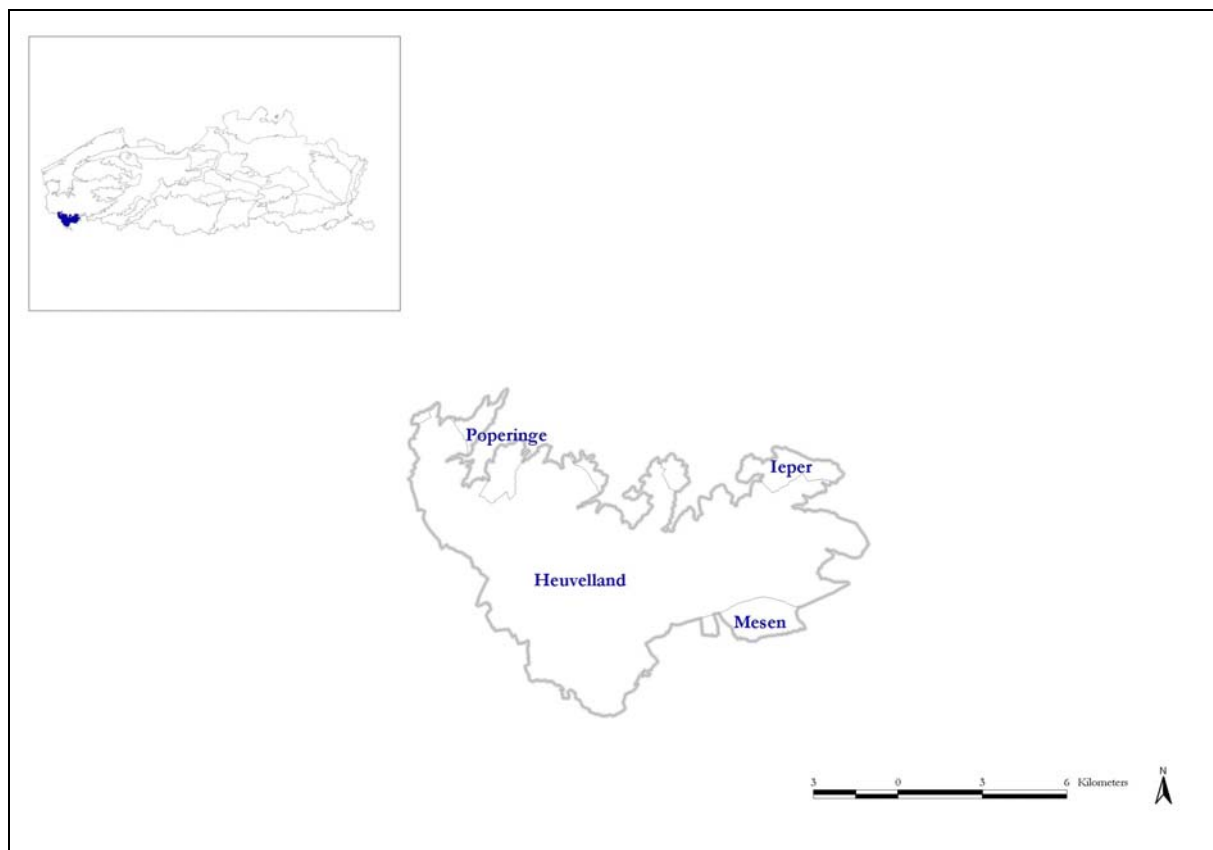 Poperinge
Ieper
Heuvelland
Mesen
3 0 3 6 Kilometers
N